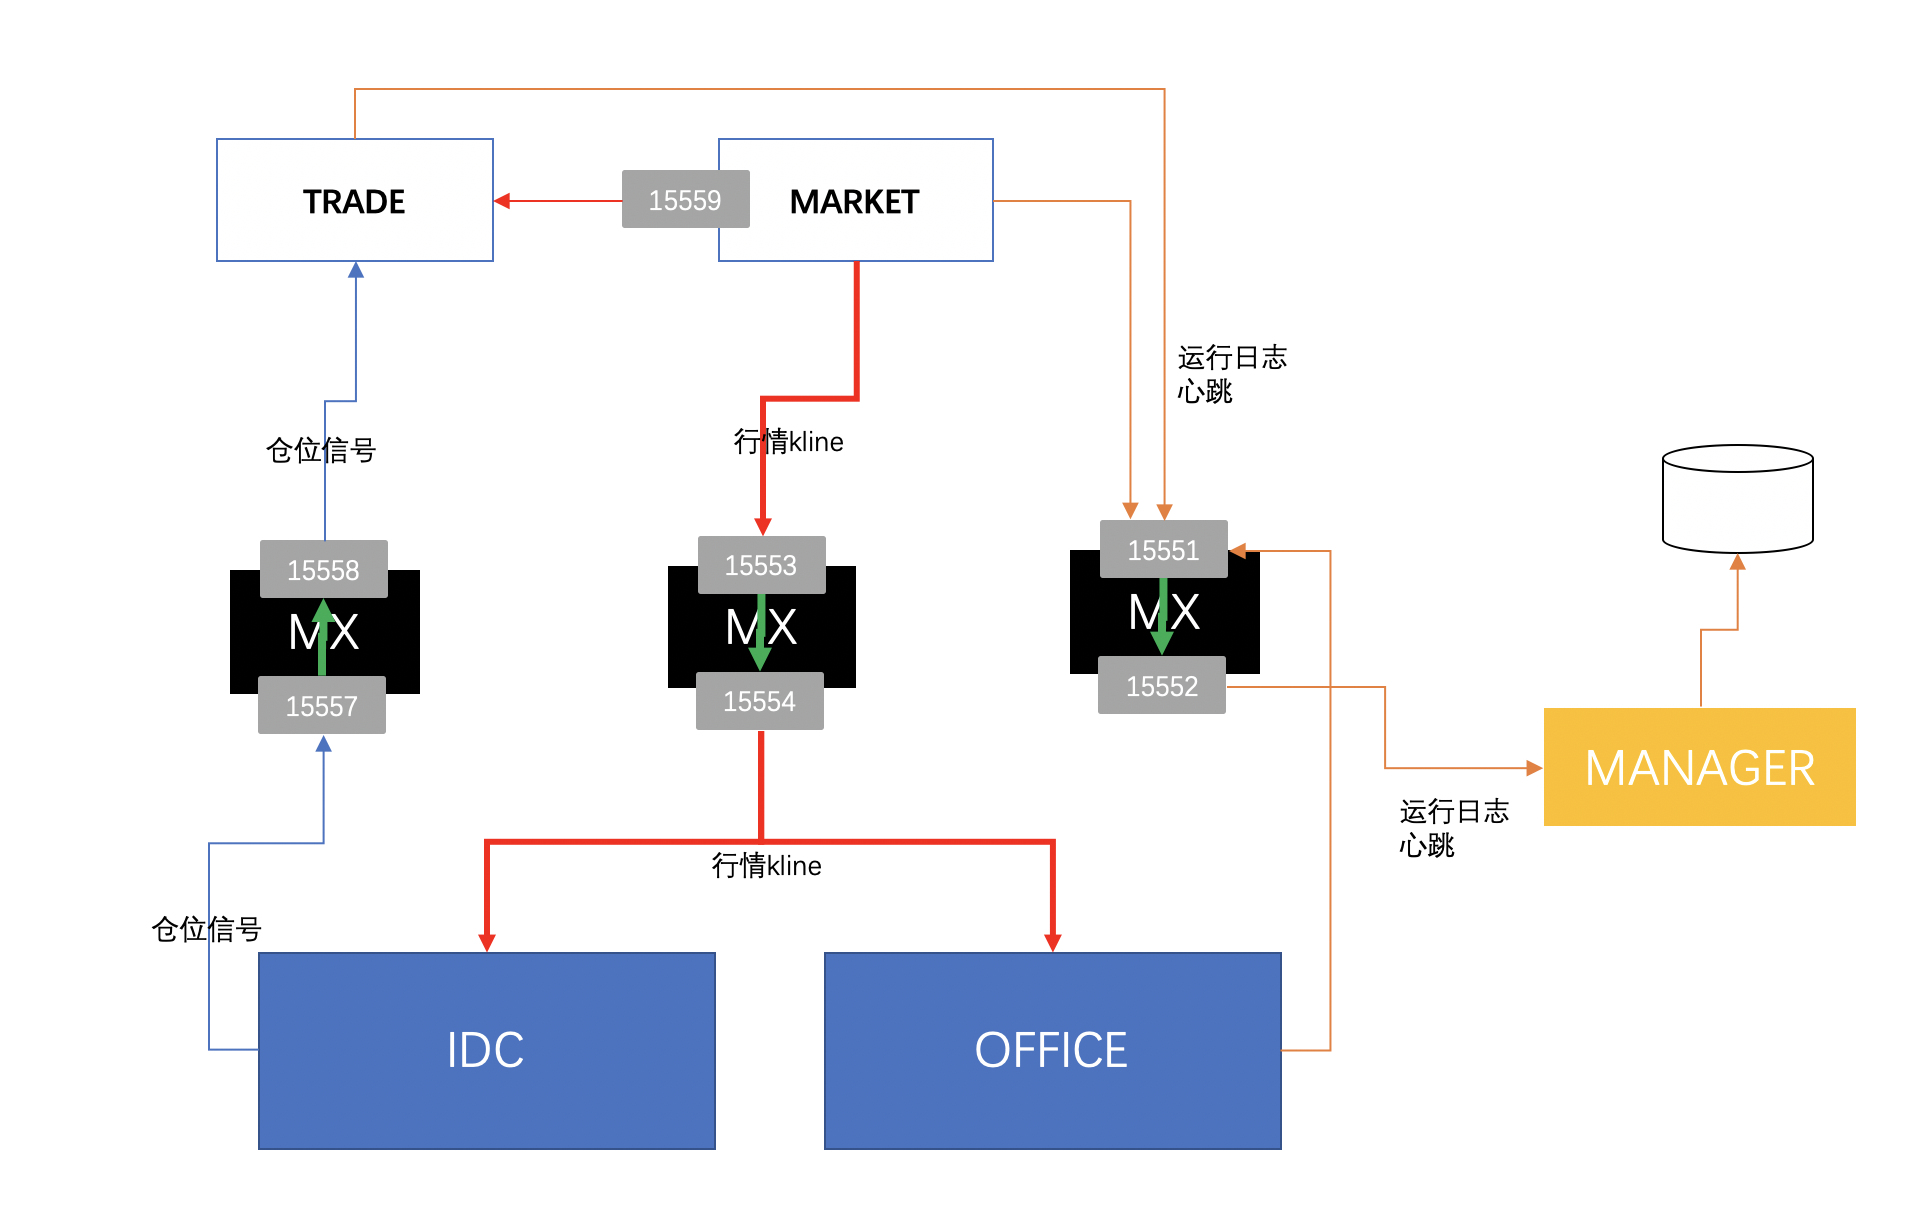 TRADE
15559
MARKET
运行日志
心跳
仓位信号
行情kline
15558
MX
15557
15553
MX
15554
15551
MX
15552
MANAGER
运行日志
心跳
行情kline
仓位信号
IDC
OFFICE